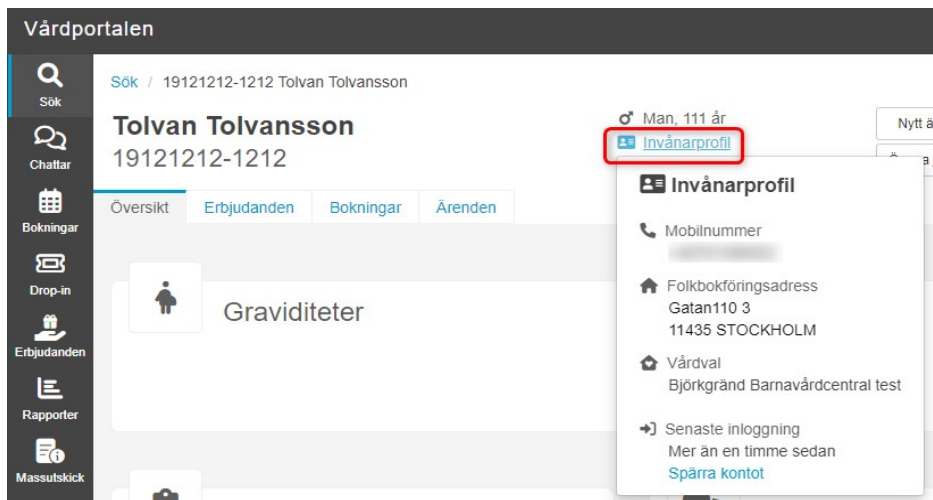 Vårdportalen
Sök
Chattar
Bokningar
Drop-in
Erbjudanden
Rapporter
Massutskick
Sök / 19121212-1212 Tolvan Tolvansson
Tolvan Tolvansson
19121212-1212
Man, 111 år
Invånarprofil
Nytt ä
Översikt
Erbjudanden
Bokningar
Ärenden
Graviditeter
Invånarprofil
Mobilnummer
Folkbokföringsadress
Gatan110 3
11435 STOCKHOLM
Vårdval
Björkgränd Barnavårdcentral test
Senaste inloggning
Mer än en timme sedan
Spärra kontot